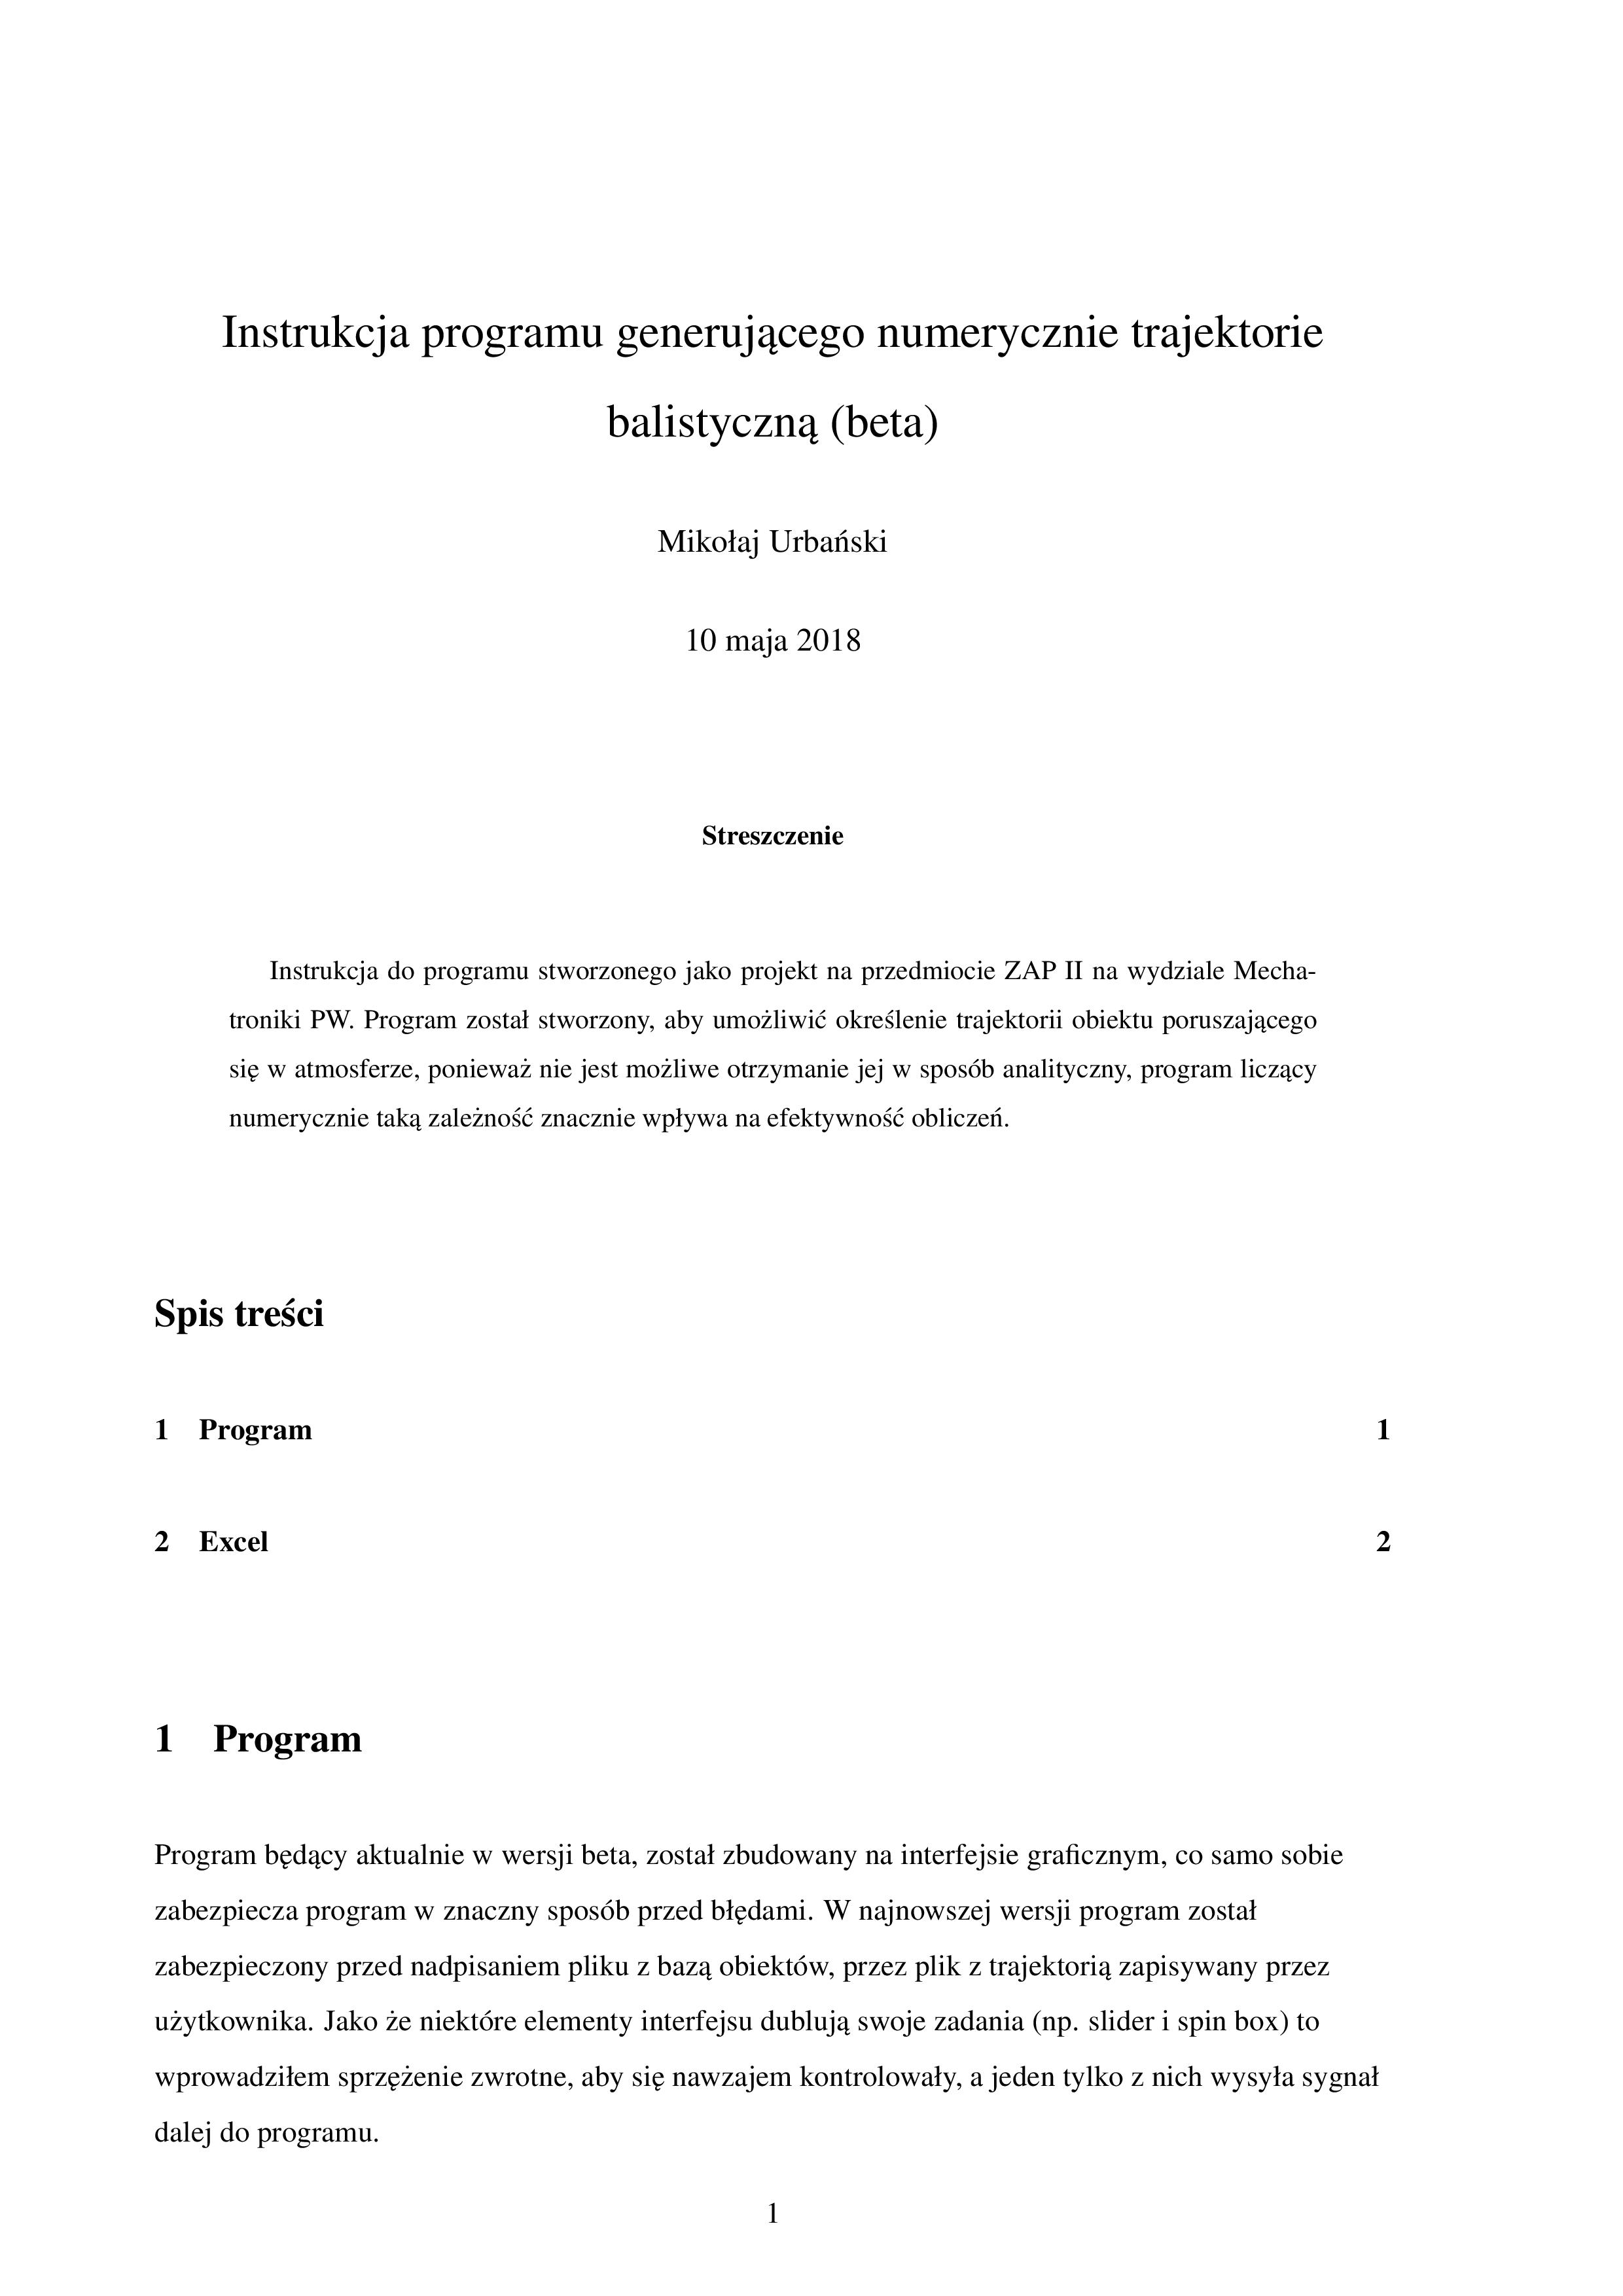 Instrukcja programu generującego numerycznie trajektorie
balistyczną (beta)
Mikołaj Urbański
10 maja 2018
Streszczenie
Instrukcja do programu stworzonego jako projekt na przedmiocie ZAP II na wydziale Mecha-
troniki PW. Program został stworzony, aby umożliwić określenie trajektorii obiektu poruszającego
się w atmosferze, ponieważ nie jest możliwe otrzymanie jej w sposób analityczny, program liczący
numerycznie taką zależność znacznie wpływa na efektywność obliczeń.
Spis treści
1 Program 1
2 Excel 2
1 Program
Program będący aktualnie w wersji beta, został zbudowany na interfejsie graficznym, co samo sobie
zabezpiecza program w znaczny sposób przed błędami. W najnowszej wersji program został
zabezpieczony przed nadpisaniem pliku z bazą obiektów, przez plik z trajektorią zapisywany przez
użytkownika. Jako że niektóre elementy interfejsu dublują swoje zadania (np. slider i spin box) to
wprowadziłem sprzężenie zwrotne, aby się nawzajem kontrolowały, a jeden tylko z nich wysyła sygnał
dalej do programu.
1